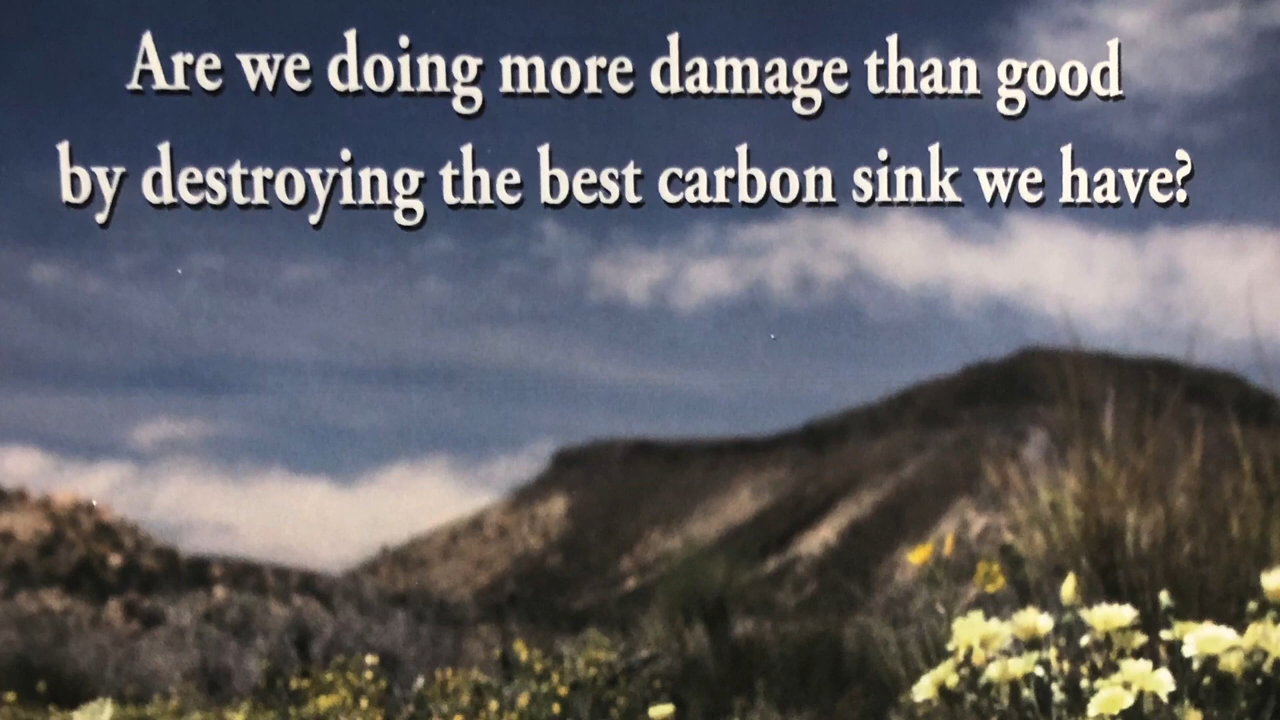 Are we doing more damage than good
by destroying the best carbon sink we have?